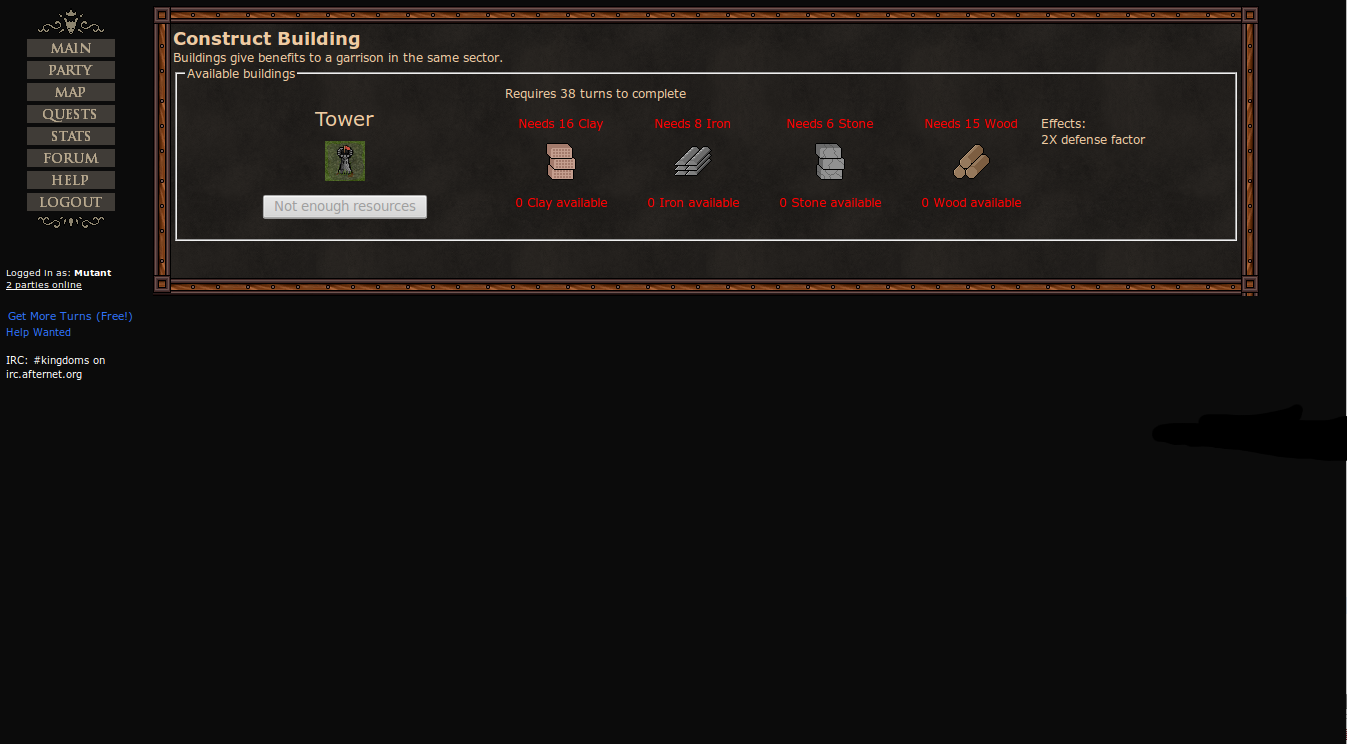 MAIN
PARTY
MAP
QUESTS
STATS
FORUM
HELP
LOGOUT
Logged in as: Mutant
2 parties online
Get More Turns (Free!)
Help Wanted
IRC: #kingdoms on
irc.afternet.org
Construct Building
Buildings give benefits to a garrison in the same sector.
Available buildings
Requires 38 turns to complete
Tower
Not enough resources
Needs 16 Clay
0 Clay available
Needs 8 Iron
0 Iron available
Needs 6 Stone
0 Stone available
Needs 15 Wood
0 Wood available
Effects:
2X defense factor